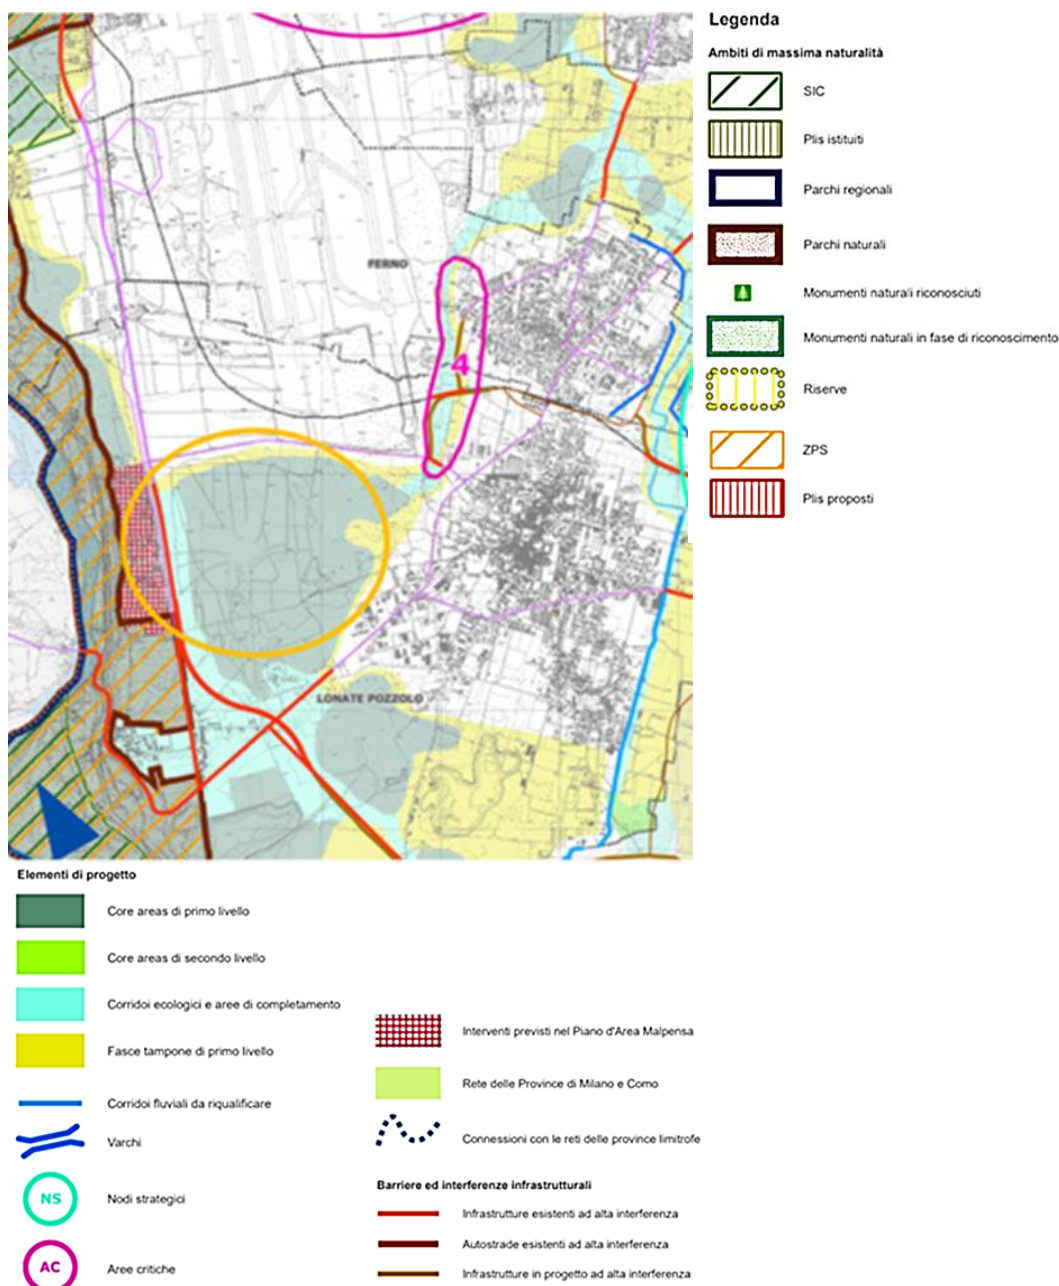 Legenda
Ambiti di massima naturalità
SIC
Plis istituiti
Parchi regionali
Parchi naturali
Monumenti naturali riconosciuti
Monumenti naturali in fase di riconoscimento
Riserve
ZPS
Plis proposti
FERNO
4
LONATE POZZOLO
Elementi di progetto
Core areas di primo livello
Core areas di secondo livello
Corridoi ecologici e aree di completamento
Fasce tampone di primo livello
Corridoi fluviali da riqualificare
Varchi
NS
Nodi strategici
AC
Aree critiche
Interventi previsti nel Piano d'Area Malpensa
Rete delle Province di Milano e Como
Connessioni con le reti delle province limitrofe
Barriere ed interferenze infrastrutturali
Infrastrutture esistenti ad alta interferenza
Autostrade esistenti ad alta interferenza
Infrastrutture in progetto ad alta interferenza